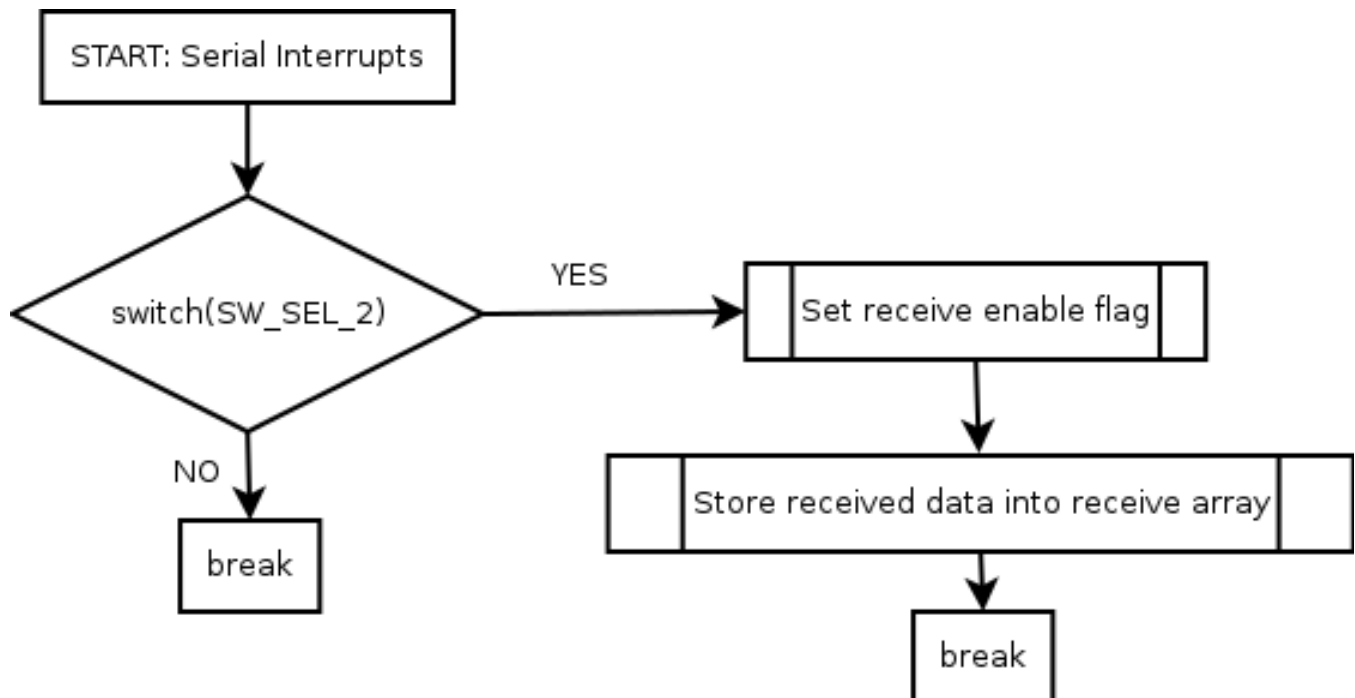 START: Serial Interrupts
switch(SW_SEL_2)
YES
Set receive enable flag
NO
Store received data into receive array
break
break